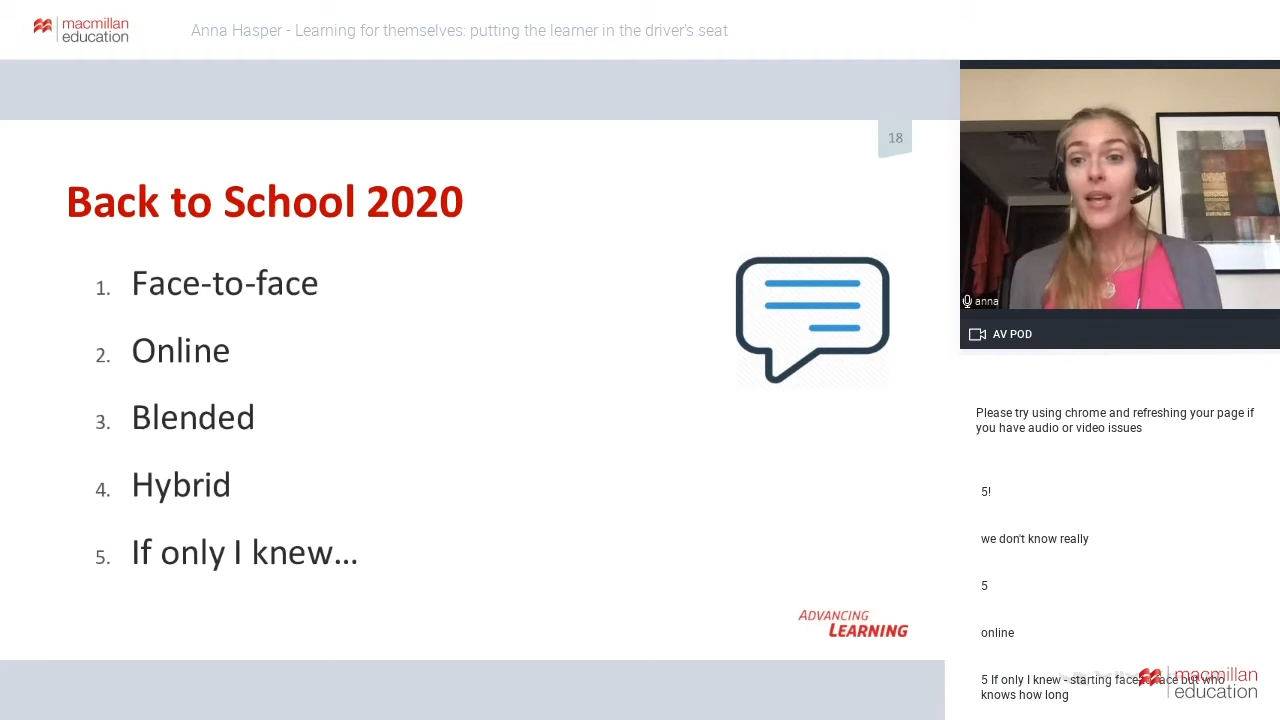 macmillan
education
Anna Hasper - Learning for themselves: putting the learner in the driver's seat
18
Back to School 2020
1. Face-to-face
2. Online
3. Blended
4. Hybrid
5. If only I knew...
ADVANCING
LEARNING
anna
AV POD
Please try using chrome and refreshing your page if
you have audio or video issues
5!
we don't know really
5
online
5 If only I knew - starting face but who
knows how long
macmillan
education